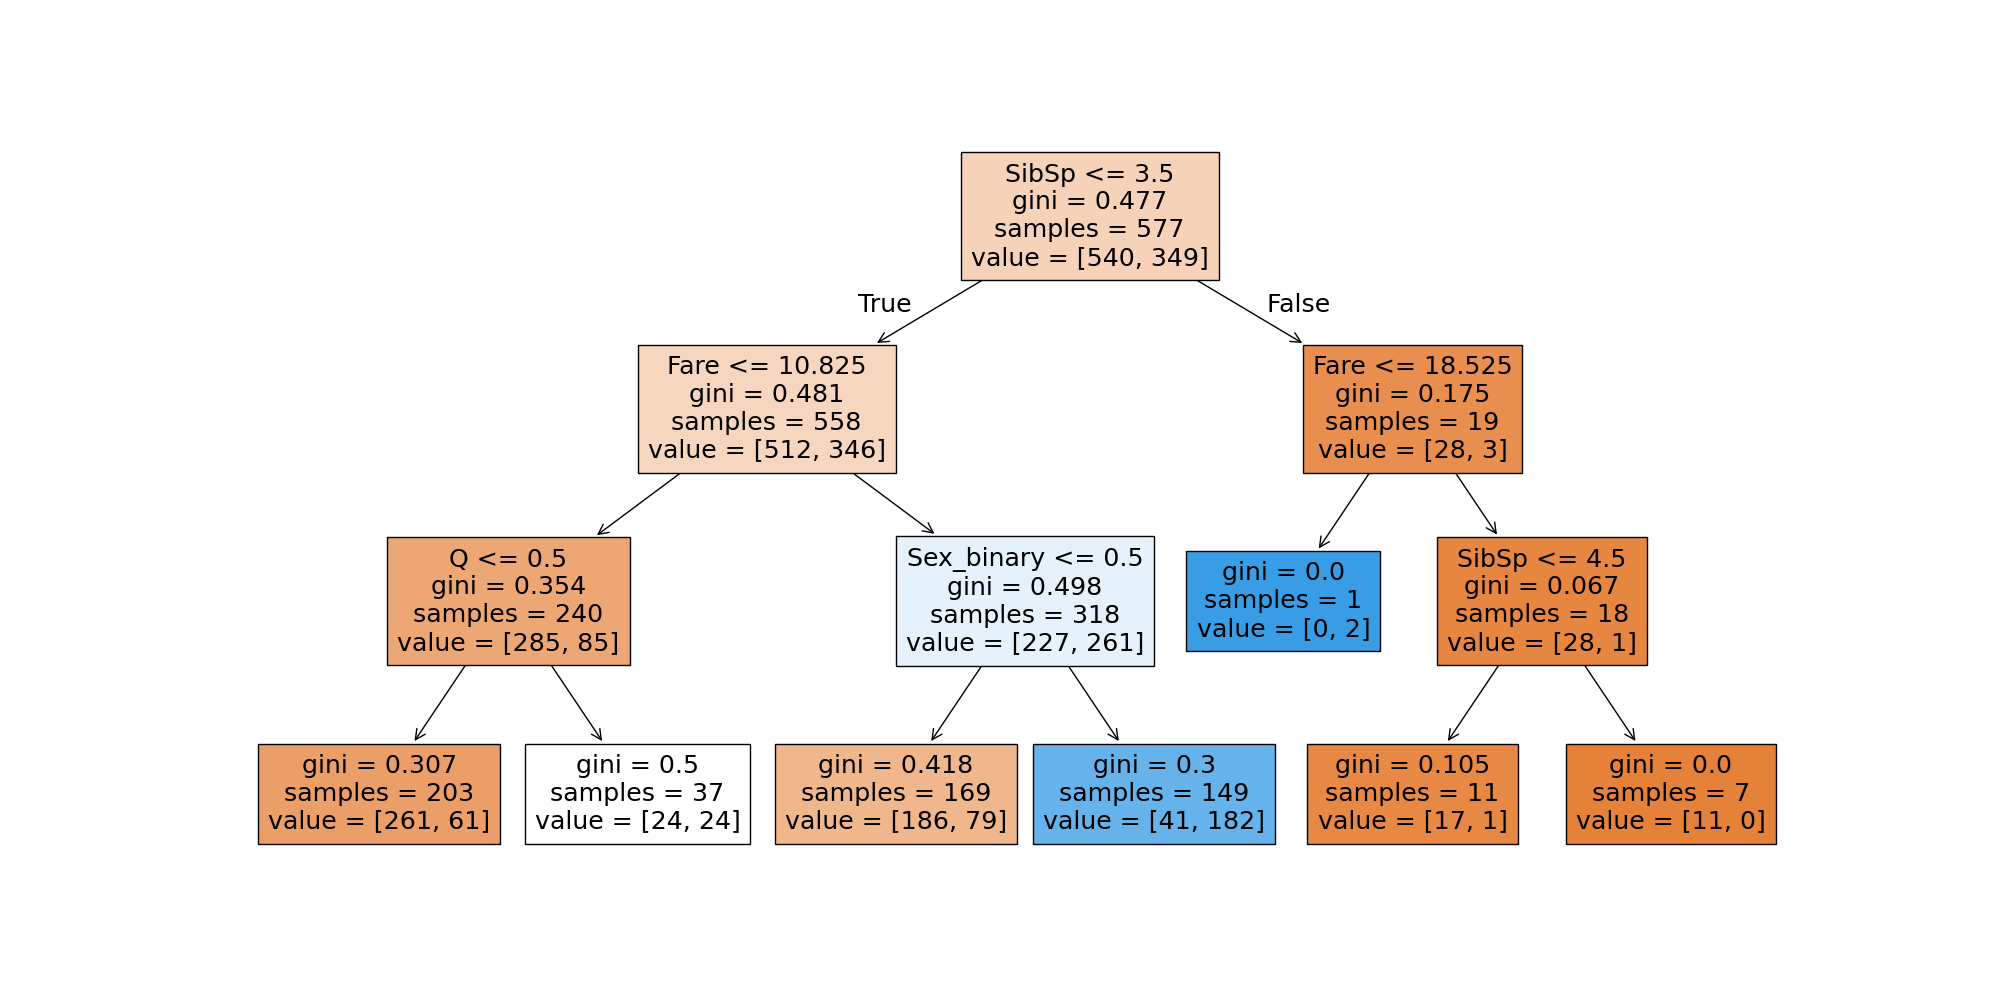 SibSp <= 3.5
gini = 0.477
samples = 577
value = [540, 349]
True
False
Fare <= 10.825
gini = 0.481
samples = 558
value = [512, 346]
Fare <= 18.525
gini = 0.175
samples = 19
value = [28, 3]
Q <= 0.5
gini = 0.354
samples = 240
value = [285, 85]
Sex_binary <= 0.5
gini = 0.498
samples = 318
value = [227, 261]
gini = 0.0
samples = 1
value = [0, 2]
SibSp <= 4.5
gini = 0.067
samples = 18
value = [28, 1]
gini = 0.307
samples = 203
value = [261, 61]
gini = 0.5
samples = 37
value = [24, 24]
gini = 0.418
samples = 169
value = [186, 79]
gini = 0.3
samples = 149
value = [41, 182]
gini = 0.105
samples = 11
value = [17, 1]
gini = 0.0
samples = 7
value = [11, 0]